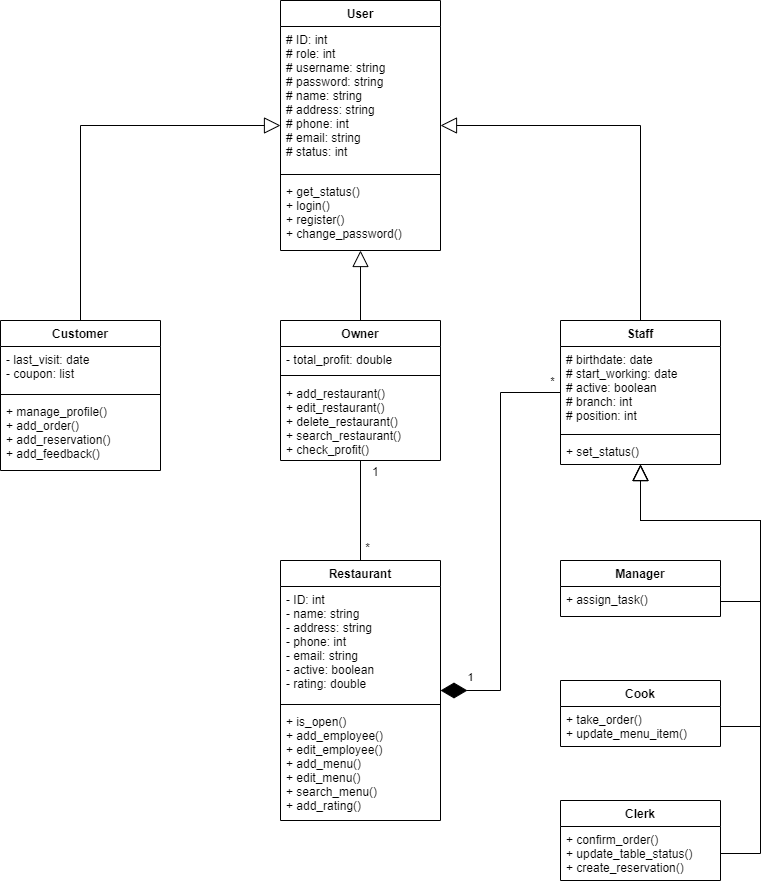 User
# ID: int
# role: int
# username: string
# password: string
# name: string
# address: string
# phone: int
# email: string
# status: int
+ get_status()
+ login()
+ register()
+ change_password()
Customer
- last_visit: date
- coupon: list
+ manage_profile()
+ add_order()
+ add_reservation()
+ add_feedback()
Owner
- total_profit: double
+ add_restaurant()
+ edit_restaurant()
+ delete_restaurant()
+ search_restaurant()
+ check_profit()
Staff
# birthdate: date
# start_working: date
# active: boolean
# branch: int
# position: int
+ set_status()
*
1
*
Restaurant
- ID: int
- name: string
- address: string
- phone: int
- email: string
- active: boolean
- rating: double
+ is_open()
+ add_employee()
+ edit_employee()
+ add_menu()
+ edit_menu()
+ search_menu()
+ add_rating()
1
Manager
+ assign_task()
Cook
+ take_order()
+ update_menu_item()
Clerk
+ confirm_order()
+ update_table_status()
+ create_reservation()